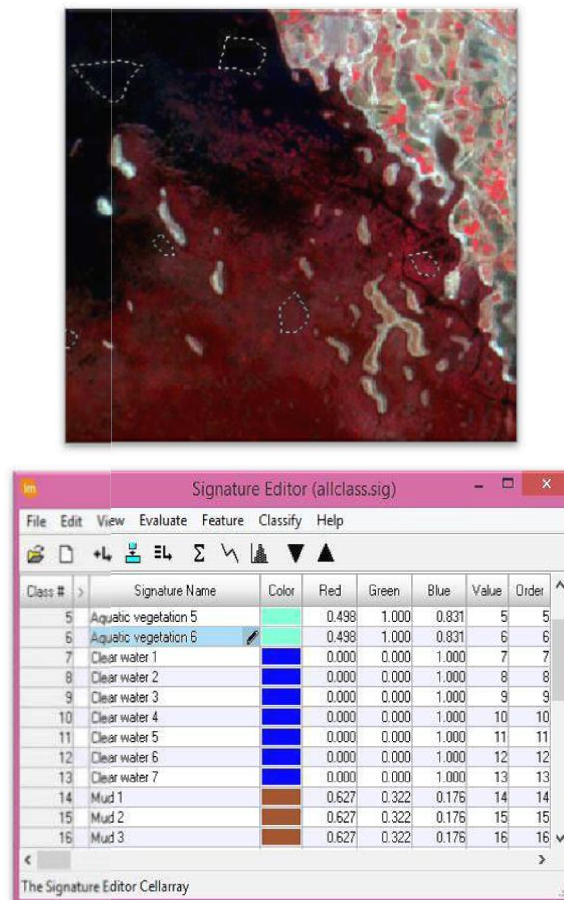 Signature Editor (allclass.sig)
File Edit View Evaluate Feature Classify Help
Class # > Signature Name Color Red Green Blue Value Order
5 Aquatic vegetation 5 0.498 1.000 0.831 5 5
6 Aquatic vegetation 6 0.498 1.000 0.831 6 6
7 Clear water 1 0.000 0.000 1.000 7 7
8 Clear water 2 0.000 0.000 1.000 8 8
9 Clear water 3 0.000 0.000 1.000 9 9
10 Clear water 4 0.000 0.000 1.000 10 10
11 Clear water 5 0.000 0.000 1.000 11 11
12 Clear water 6 0.000 0.000 1.000 12 12
13 Clear water 7 0.000 0.000 1.000 13 13
14 Mud 1 0.627 0.322 0.176 14 14
15 Mud 2 0.627 0.322 0.176 15 15
16 Mud 3 0.627 0.322 0.176 16 16
The Signature Editor Cellarray